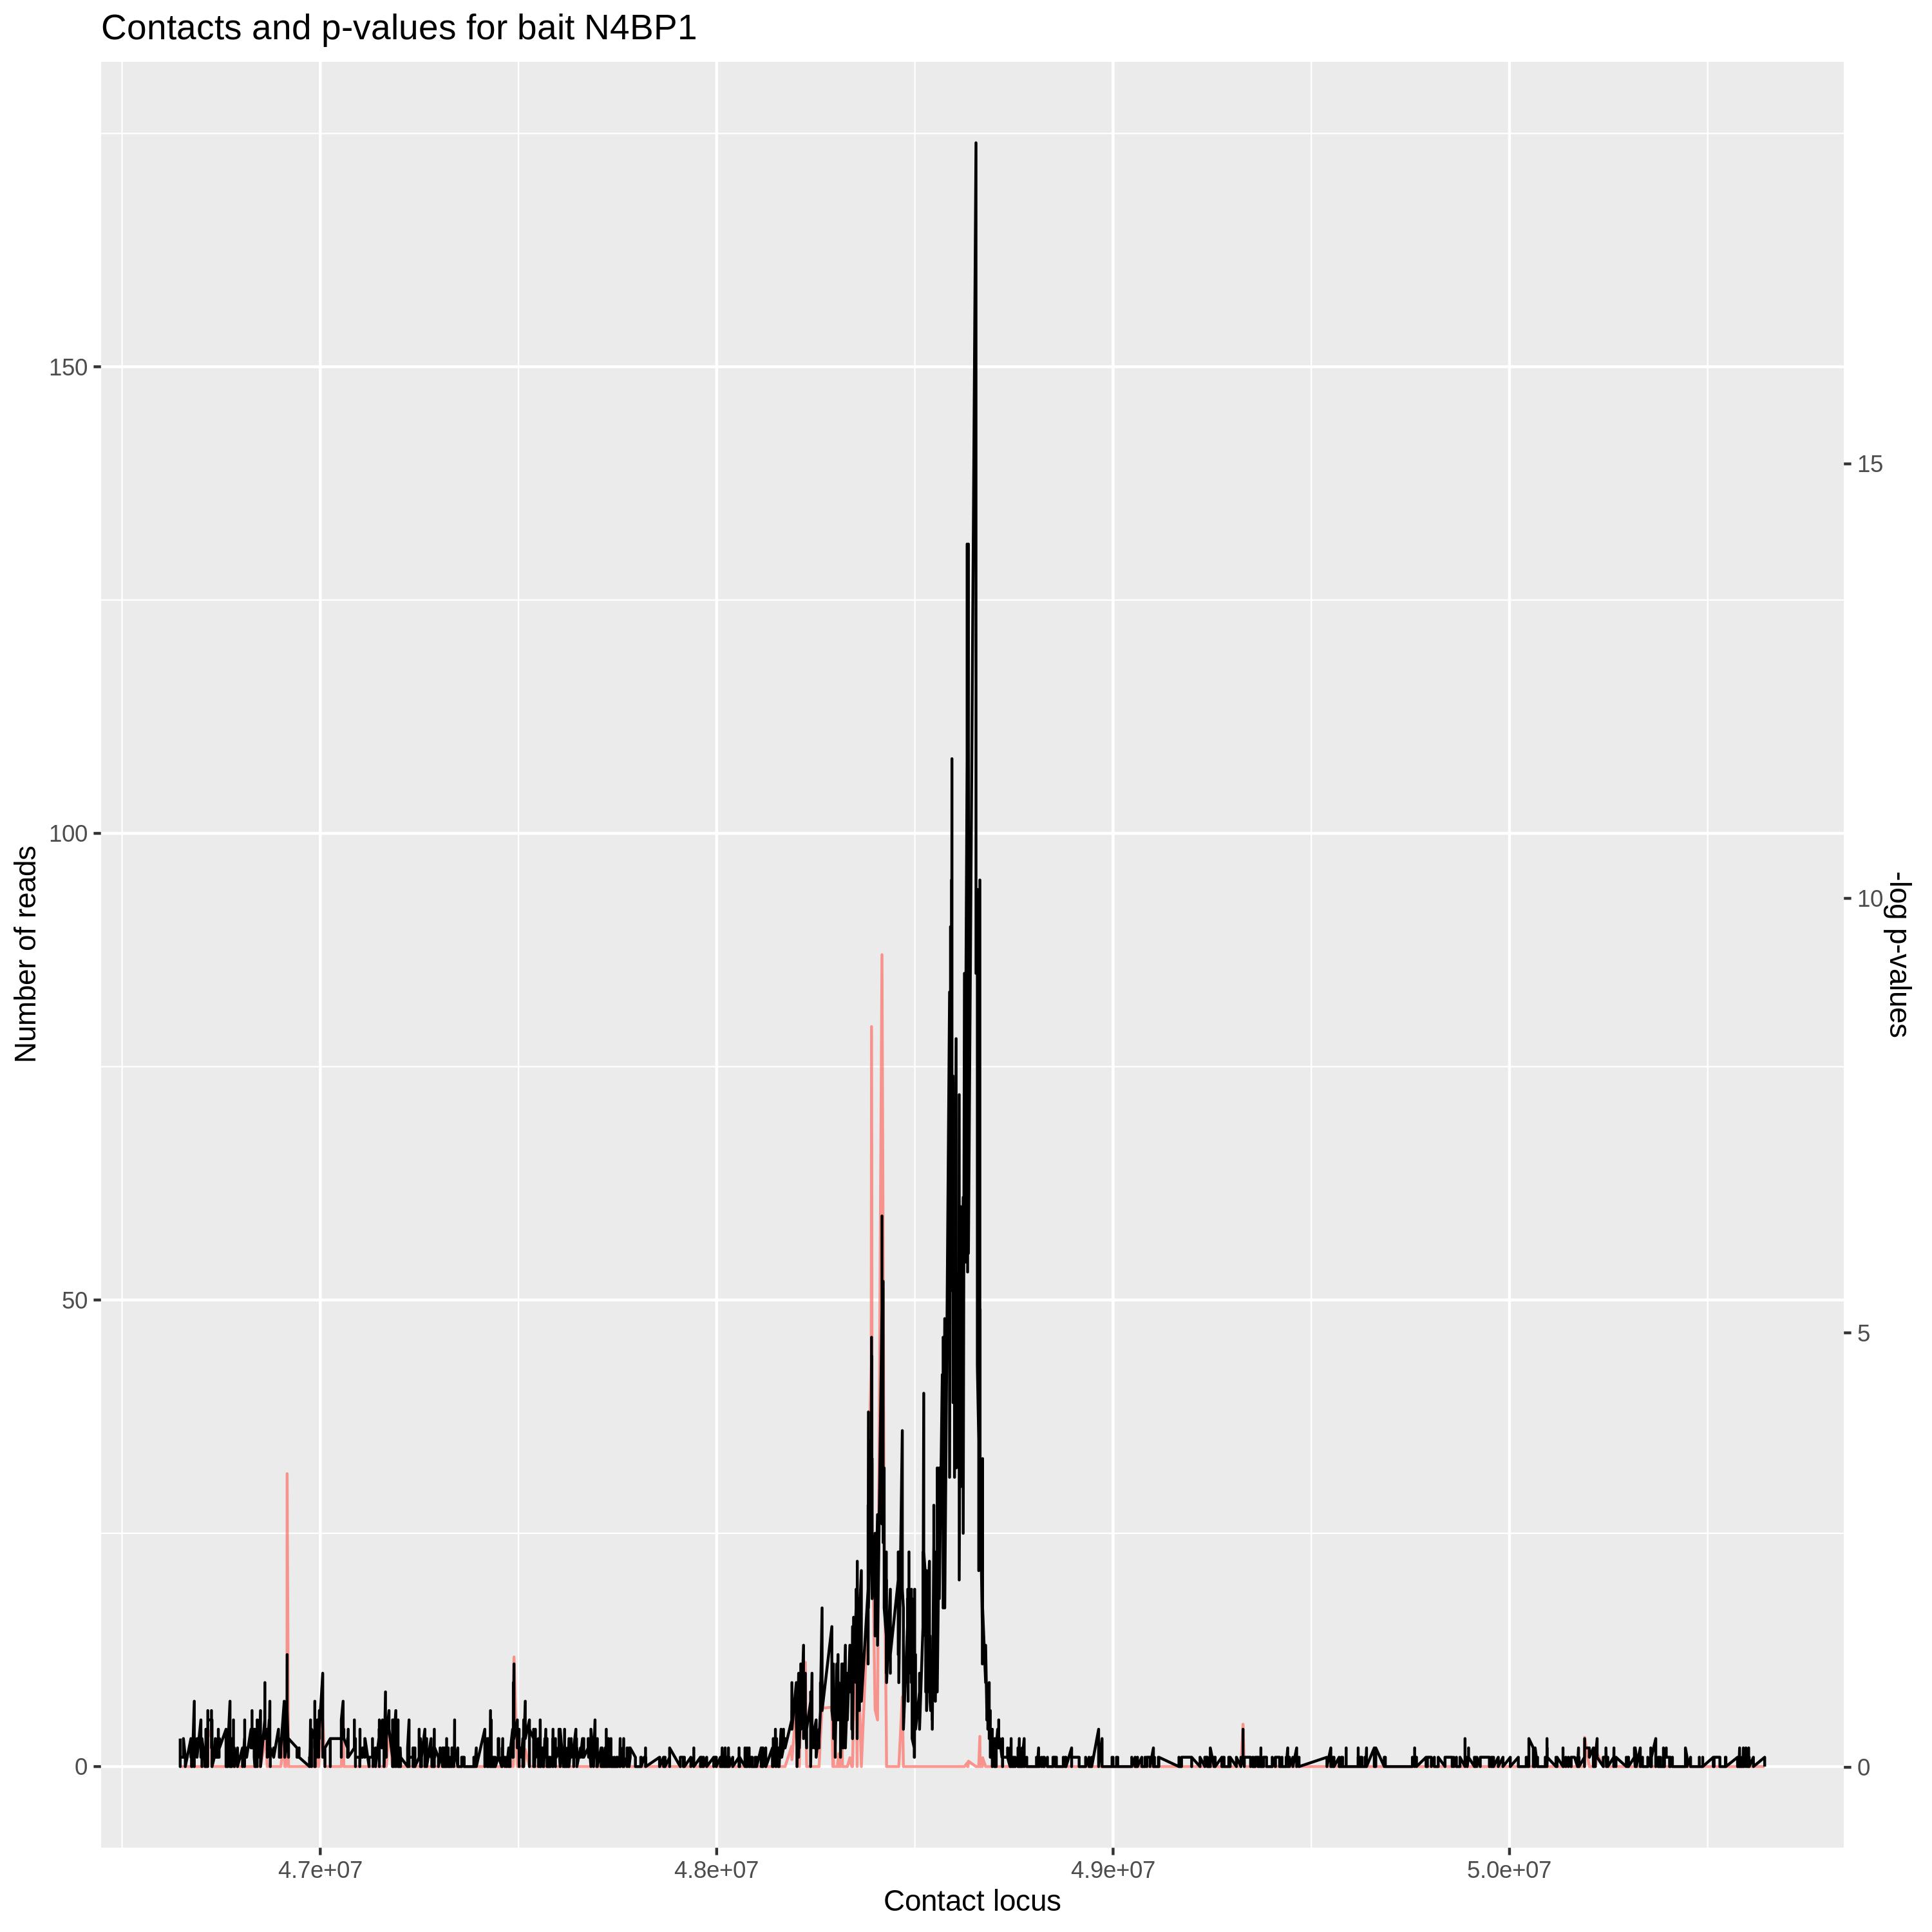 Contacts and p-values for bait N4BP1
150
100
50
0
Number of reads
15
10
5
0
-log p-values
4.7e+07
4.8e+07
4.9e+07
5.0e+07
Contact locus